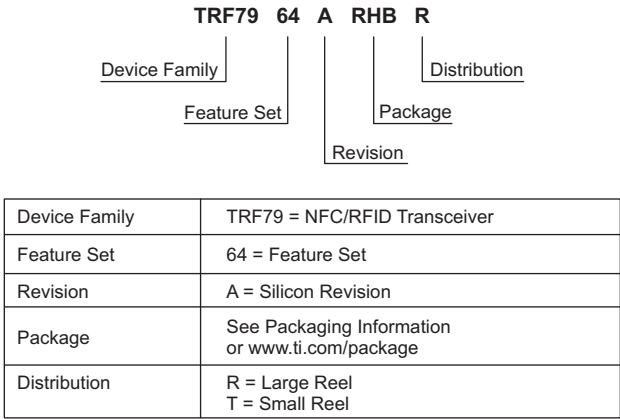 TRF79 64 A RHB R
Device Family
Distribution
Feature Set
Package
Revision
Device Family TRF79 = NFC/RFID Transceiver
Feature Set 64 = Feature Set
Revision A = Silicon Revision
Package See Packaging Information
or www.ti.com/package
Distribution R = Large Reel
T = Small Reel